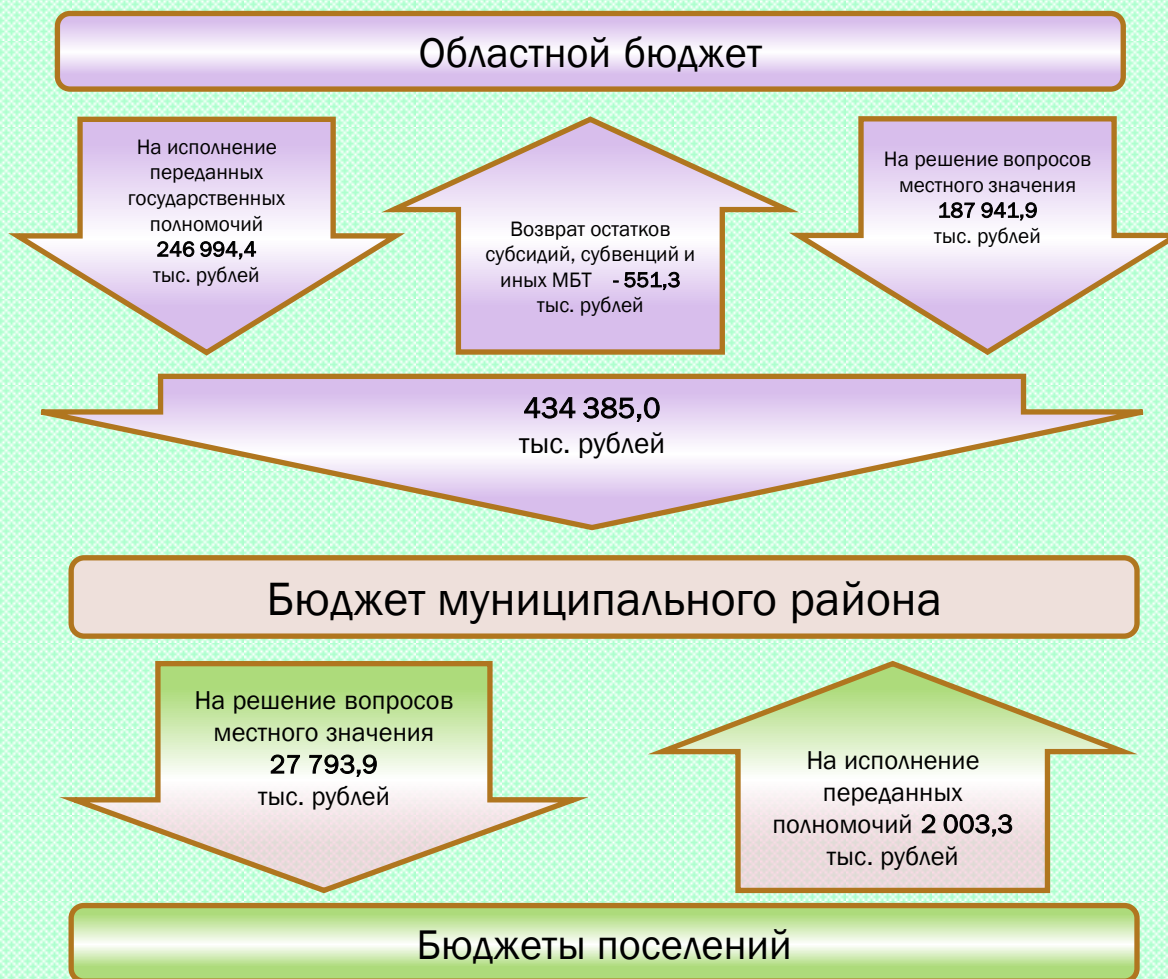 Областной бюджет
На исполнение
переданных
государственных
полномочий
246 994,4
тыс. рублей
Возврат остатков
субсидий, субвенций и
иных МБТ - 551,3
тыс. рублей
На решение вопросов
местного значения
187 941,9
тыс. рублей
434 385,0
тыс. рублей
Бюджет муниципального района
На решение вопросов
местного значения
27 793,9
тыс. рублей
На исполнение
переданных
полномочий 2 003,3
тыс. рублей
Бюджеты поселений